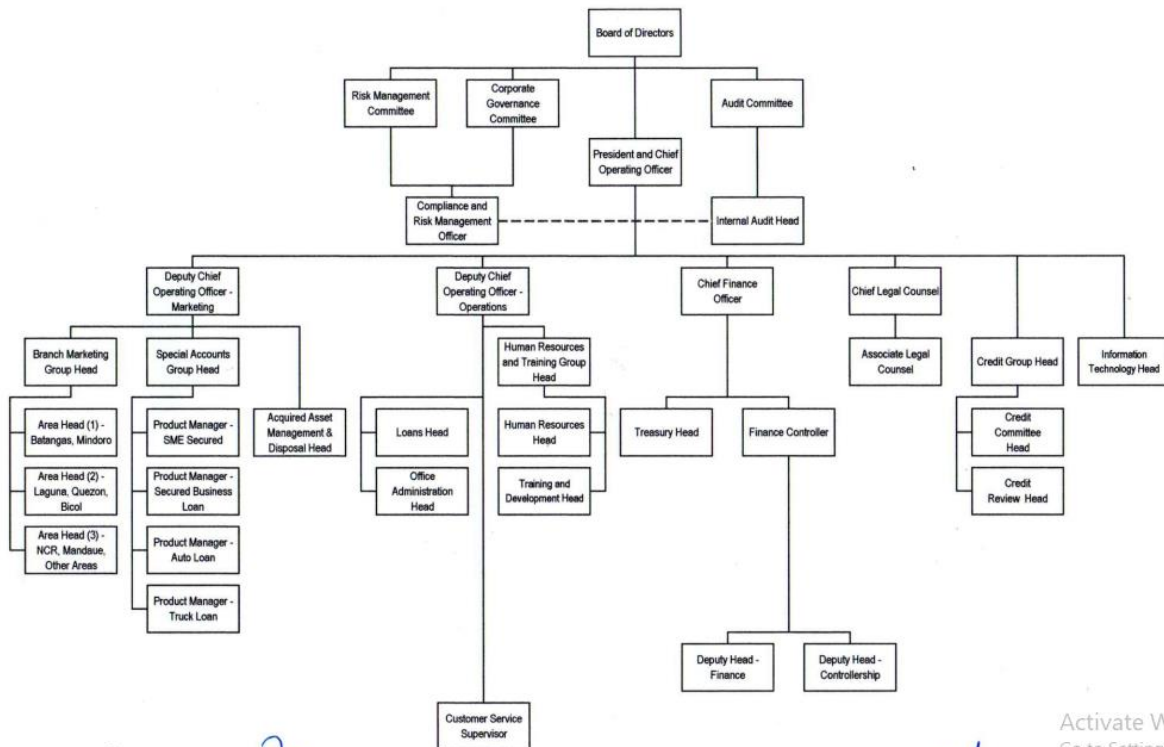 Board of Directors
Risk Management
Committee
Corporate
Governance
Committee
Audit Committee
President and Chief
Operating Officer
Compliance and
Risk Management
Officer
Internal Audit Head
Deputy Chief
Operating Officer -
Marketing
Deputy Chief
Operating Officer -
Operations
Chief Finance
Officer
Chief Legal Counsel
Branch Marketing
Group Head
Special Accounts
Group Head
Human Resources
and Training Group
Head
Associate Legal
Counsel
Credit Group Head
Information
Technology Head
Area Head (1) -
Batangas, Mindoro
Product Manager -
SME Secured
Acquired Asset
Management &
Disposal Head
Loans Head
Human Resources
Head
Treasury Head
Finance Controller
Credit
Committee
Head
Area Head (2) -
Laguna, Quezon,
Bicol
Product Manager -
Secured Business
Loan
Office
Administration
Head
Training and
Development Head
Credit
Review Head
Area Head (3) -
NCR, Mandaue,
Other Areas
Product Manager -
Auto Loan
Product Manager -
Truck Loan
Deputy Head -
Finance
Deputy Head -
Controllership
Customer Service
Supervisor
Activate W